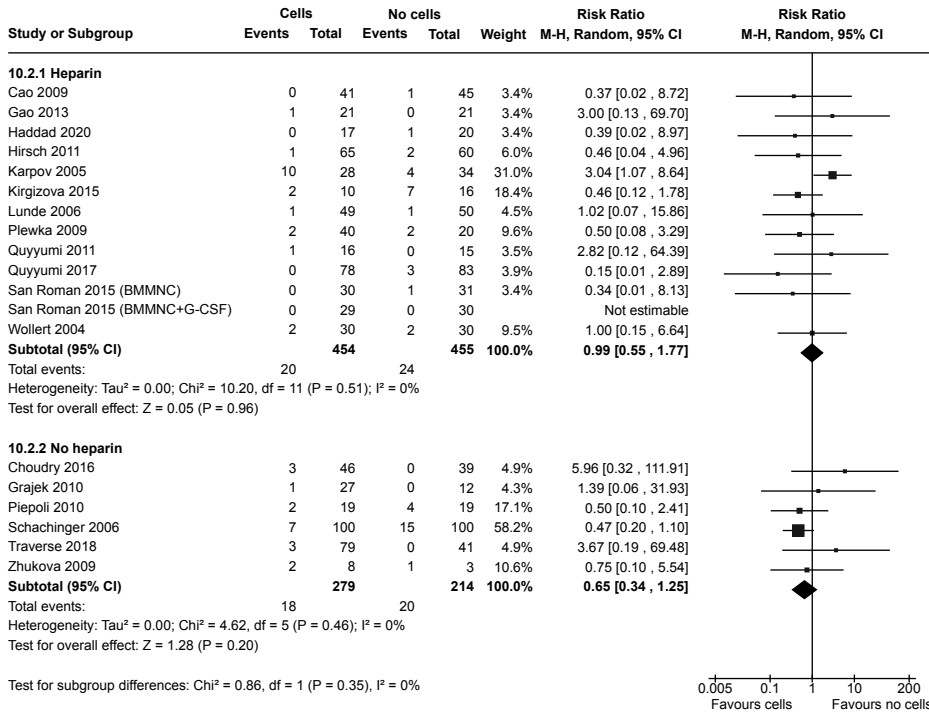 Cells No cells Risk Ratio Risk Ratio
Study or Subgroup Events Total Events Total Weight M-H, Random, 95% CI M-H, Random, 95% CI
10.2.1 Heparin
Cao 2009 0 41 1 45 3.4% 0.37 [0.02 , 8.72]
Gao 2013 1 21 0 21 3.4% 3.00 [0.13 , 69.70]
Haddad 2020 0 17 1 20 3.4% 0.39 [0.02 , 8.97]
Hirsch 2011 1 65 2 60 6.0% 0.46 [0.04 , 4.96]
Karpov 2005 10 28 4 34 31.0% 3.04 [1.07 , 8.64]
Kirgizova 2015 2 10 7 16 18.4% 0.46 [0.12 , 1.78]
Lunde 2006 1 49 1 50 4.5% 1.02 [0.07 , 15.86]
Plewka 2009 2 40 2 20 9.6% 0.50 [0.08 , 3.29]
Quyyumi 2011 1 16 0 15 3.4% 2.82 [0.12 , 64.39]
Quyyumi 2017 0 78 3 83 3.9% 0.15 [0.01 , 2.89]
San Roman 2015 (BMMNC) 0 30 1 31 3.4% 0.34 [0.01 , 8.13]
San Roman 2015 (BMMNC+G-CSF) 0 29 0 30 Not estimable
Wollert 2004 2 30 2 30 9.5% 1.00 [0.15 , 6.64]
Subtotal (95% CI) 454 455 100.0% 0.99 [0.55 , 1.77]
Total events: 20 24
Heterogeneity: Tau² = 0.00; Chi² = 10.20, df = 11 (P = 0.51); I² = 0%
Test for overall effect: Z = 0.05 (P = 0.96)
10.2.2 No heparin
Choudry 2016 3 46 0 39 4.9% 5.96 [0.32 , 111.91]
Grajek 2010 1 27 0 12 4.3% 1.39 [0.06 , 31.93]
Piepoli 2010 2 19 4 19 17.1% 0.50 [0.10 , 2.41]
Schachinger 2006 7 100 15 100 58.2% 0.47 [0.20 , 1.10]
Traverse 2018 3 79 0 41 4.9% 3.67 [0.19 , 69.48]
Zhukova 2009 2 8 1 3 10.6% 0.75 [0.10 , 5.54]
Subtotal (95% CI) 279 214 100.0% 0.65 [0.34 , 1.25]
Total events: 18 20
Heterogeneity: Tau² = 0.00; Chi² = 4.62, df = 5 (P = 0.46); I² = 0%
Test for overall effect: Z = 1.28 (P = 0.20)
Test for subgroup differences: Chi² = 0.86, df = 1 (P = 0.35), I² = 0%
0.005 0.1 1 10 200
Favours cells Favours no cells